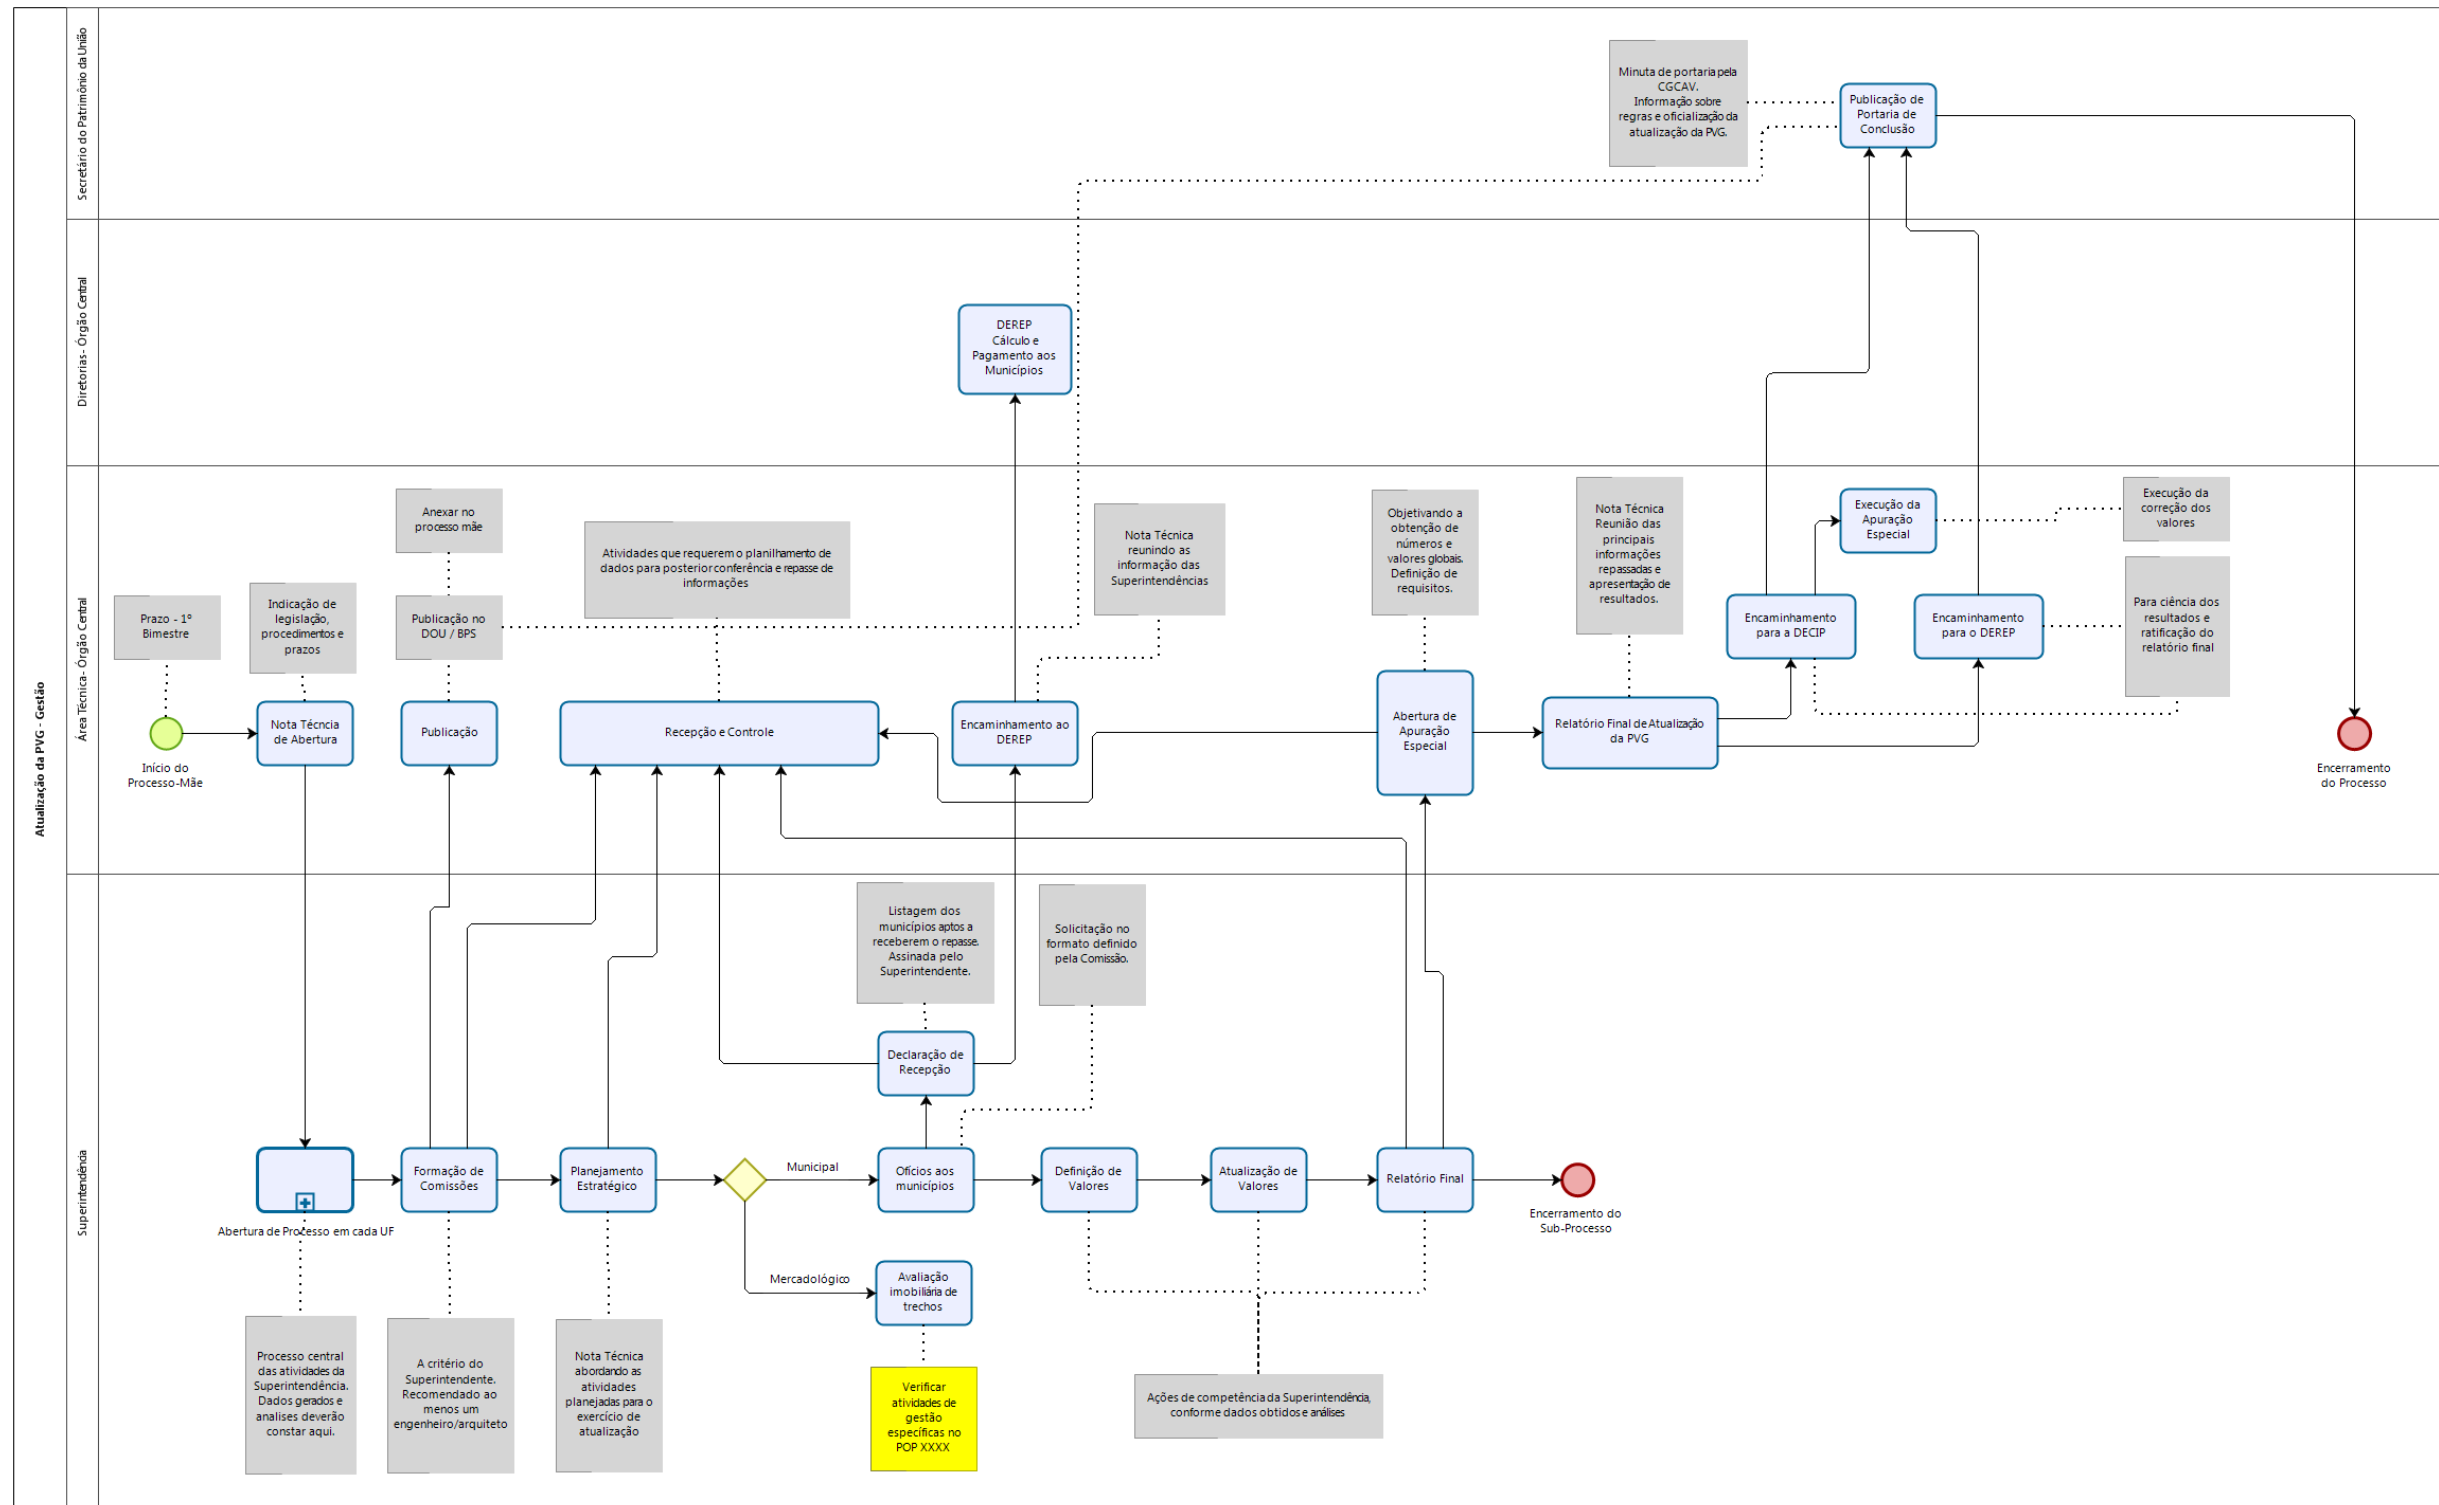 Atualização da PVG - Gestão
Secretário do Patrimônio da União
Minuta de portaria pela
CGCAV.
Informação sobre
regras e oficialização da
atualização da PVG.
Publicação de
Portaria de
Conclusão
Diretorias - Órgão Central
DEREP
Cálculo e
Pagamento aos
Municípios
Área Técnica - Órgão Central
Prazo - 1º
Bimestre
Início do
Processo-Mãe
Indicação de
legislação,
procedimentos e
prazos
Nota Técncia
de Abertura
Anexar no
processo mãe
Publicação no
DOU / BPS
Publicação
Atividades que requerem o planilhamento de
dados para posterior conferência e repasse de
informações
Recepção e Controle
Nota Técnica
reunindo as
informação das
Superintendências
Encaminhamento ao
DEREP
Objetivando a
obtenção de
números e
valores globais.
Definição de
requisitos.
Abertura de
Apuração
Especial
Nota Técnica
Reunião das
principais
informações
repassadas e
apresentação de
resultados.
Relatório Final de Atualização
da PVG
Encaminhamento
para a DECIP
Execução da
Apuração
Especial
Encaminhamento
para o DEREP
Execução da
correção dos
valores
Para ciência dos
resultados e
ratificação do
relatório final
Encerramento
do Processo
Superintendência
Abertura de Processo em cada UF
Processo central
das atividades da
Superintendência.
Dados gerados e
analises deverão
constar aqui.
Formação de
Comissões
A critério do
Superintendente.
Recomendado ao
menos um
engenheiro/arquiteto
Planejamento
Estratégico
Nota Técnica
abordando as
atividades
planejadas para o
exercício de
atualização
Municipal
Mercadológico
Listagem dos
municípios aptos a
receberem o repasse.
Assinada pelo
Superintendente.
Declaração de
Recepção
Solicitação no
formato definido
pela Comissão.
Ofícios aos
municípios
Avaliação
imobiliária de
trechos
Verificar
atividades de
gestão
específicas no
POP XXXX
Definição de
Valores
Atualização de
Valores
Relatório Final
Ações de competência da Superintendência,
conforme dados obtidos e análises
Encerramento do
Sub-Processo